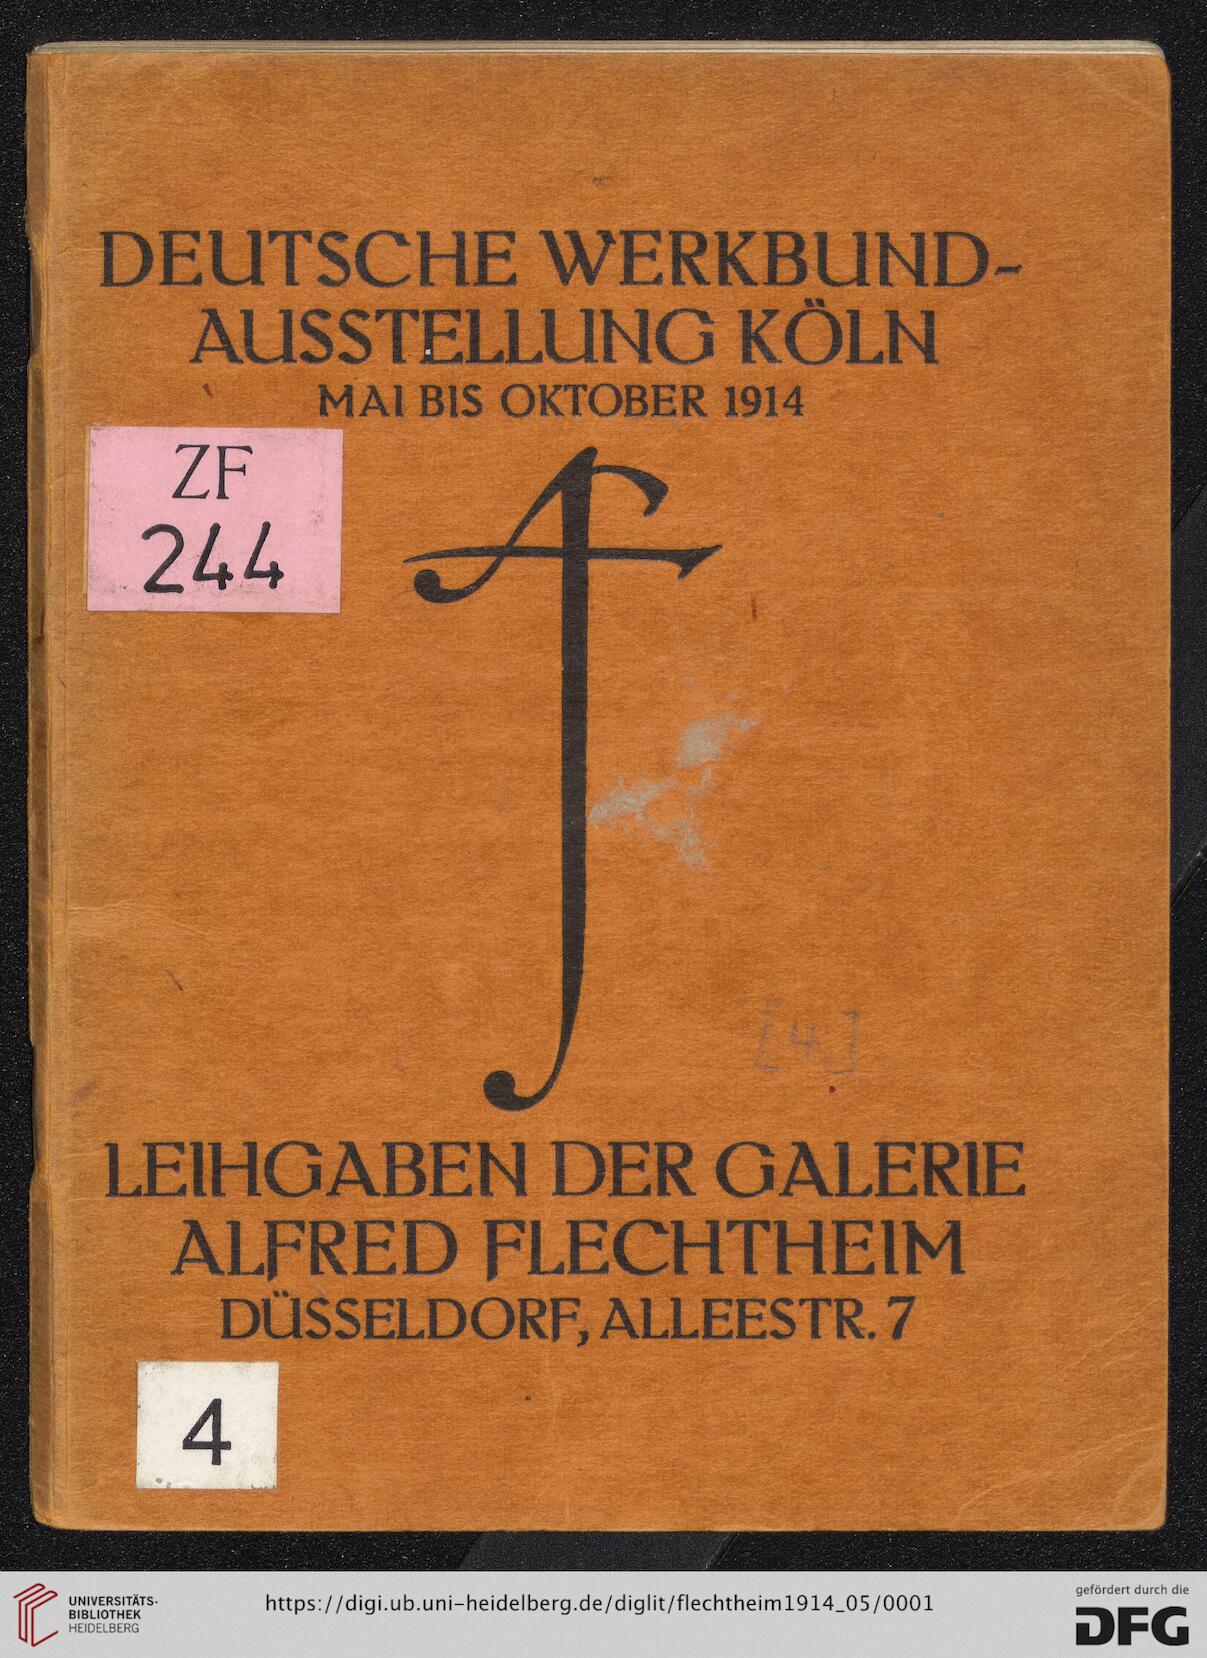 DEUTSCHE WERKBUND-
AUSSTELLUNG KÖLN
MAI BIS OKTOBER 1914
ZF
244
AF
[4]
LEIHGABEN DER GALERIE
ALFRED FLECHTHEIM
DÜSSELDORF, ALLEESTR. 7
4
UNIVERSITÄTS-
BIBLIOTHEK
HEIDELBERG
https://digi.ub.uni-heidelberg.de/diglit/flechtheim1914_05/0001
gefördert durch die
DFG